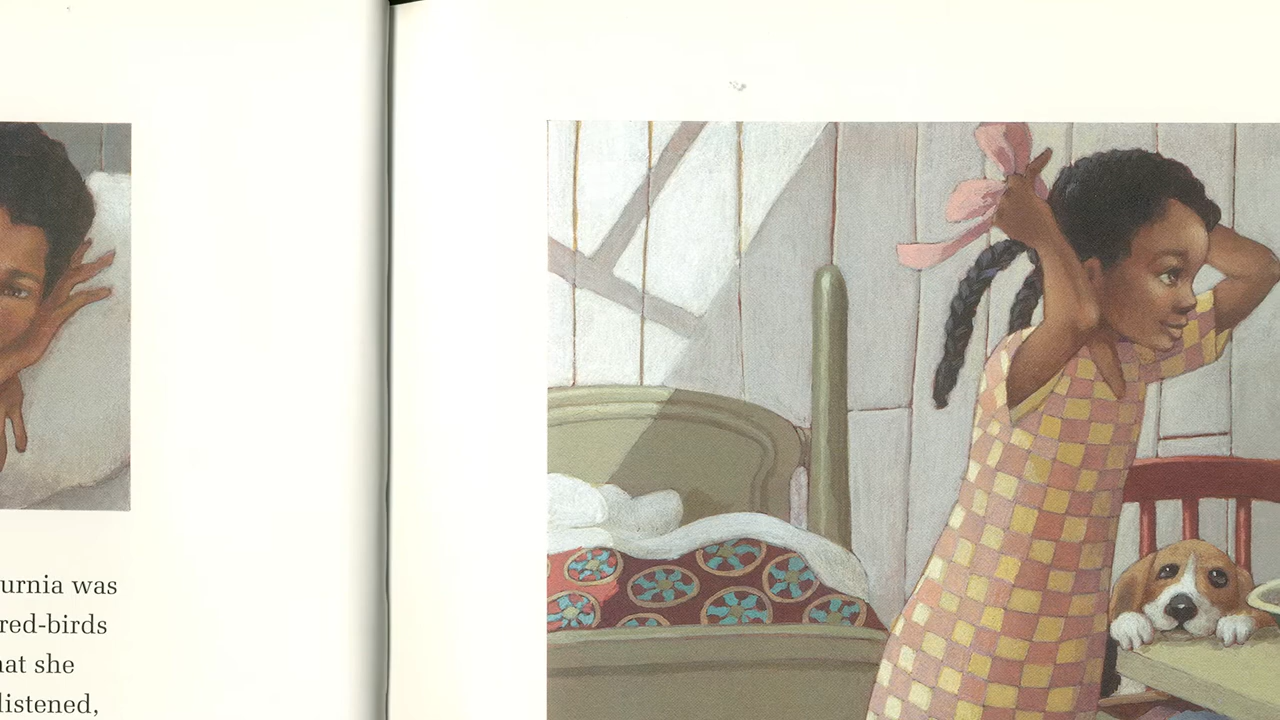 urnia was
red-birds
hat she
listened,